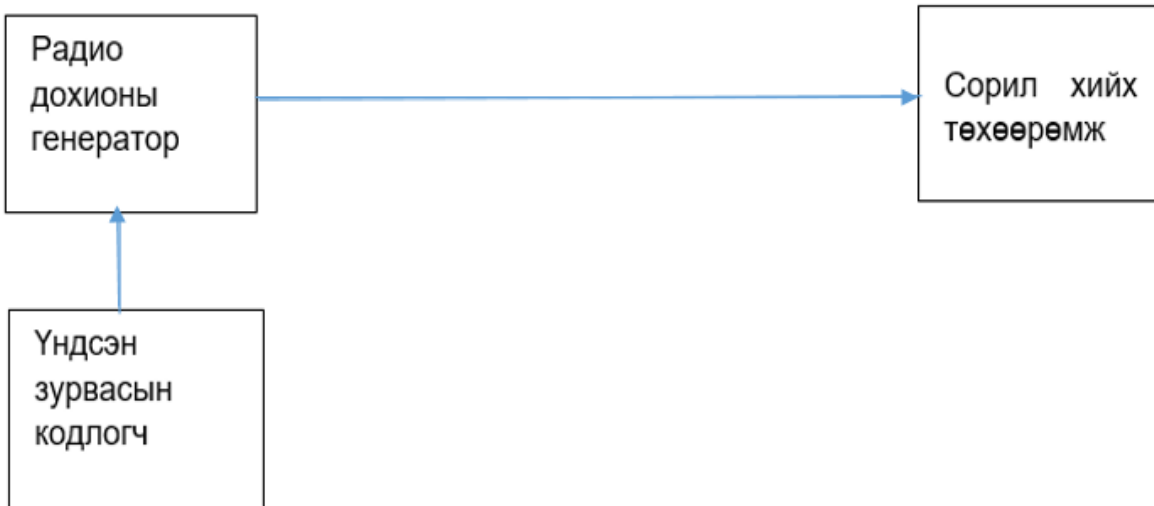 Радио
дохионы
генератор
Сорил хийх
төхөөрөмж
Үндсэн
зурвасын
кодлогч